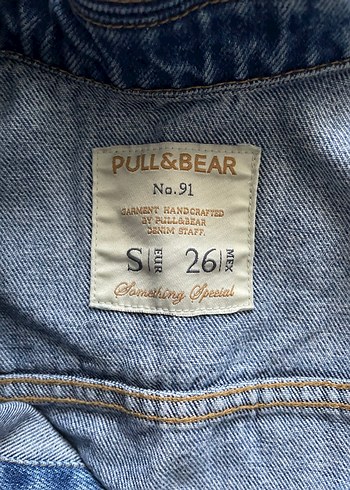 PULL&BEAR
No.91
GARMENT HANDCRAFTED
BY PULL&BEAR
DENIM STAFF.
S EUR 26 MEX
Something Special